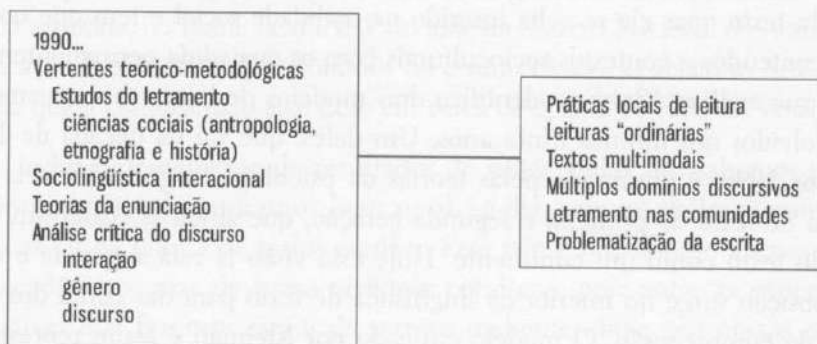 1990...
Vertentes teórico-metodológicas
Estudos do letramento
ciências sociais (antropologia,
etnografia e história)
Sociolingüística interacional
Teorias da enunciação
Análise crítica do discurso
interação
gênero
discurso
Práticas locais de leitura
Leituras "ordinárias"
Textos multimodais
Múltiplos domínios discursivos
Letramento nas comunidades
Problematização da escrita